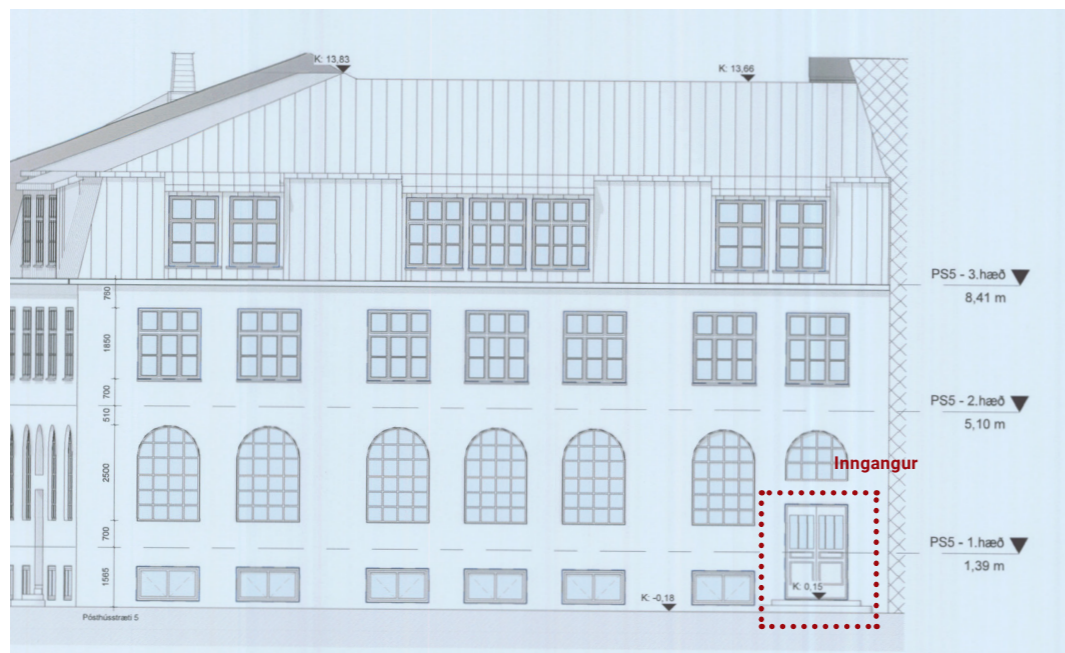 K: 13,83
K: 13,66
PS5 - 3.hæð
8,41 m
760
1850
700
PS5 - 2.hæð
5,10 m
510
2500
Inngangur
700
PS5 - 1.hæð
1,39 m
1565
K: 0,15
K: -0,18
Pósthússtræti 5